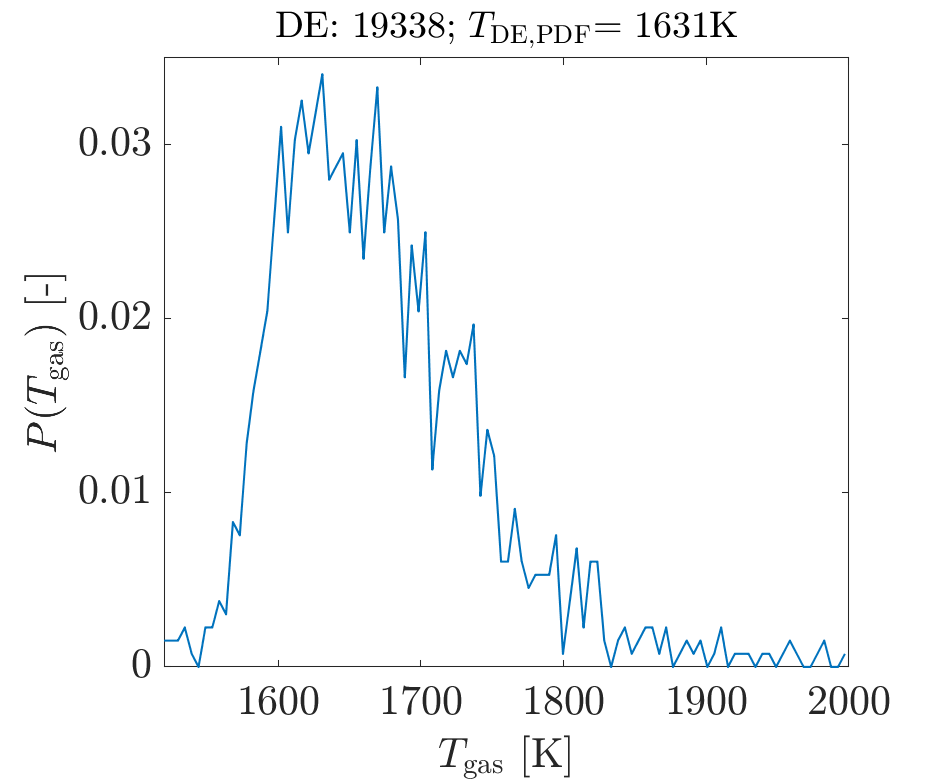 DE: 19338; T_DE,PDF= 1631K
P(T_gas) [-]
0.03
0.02
0.01
0
1600 1700 1800 1900 2000
T_gas [K]